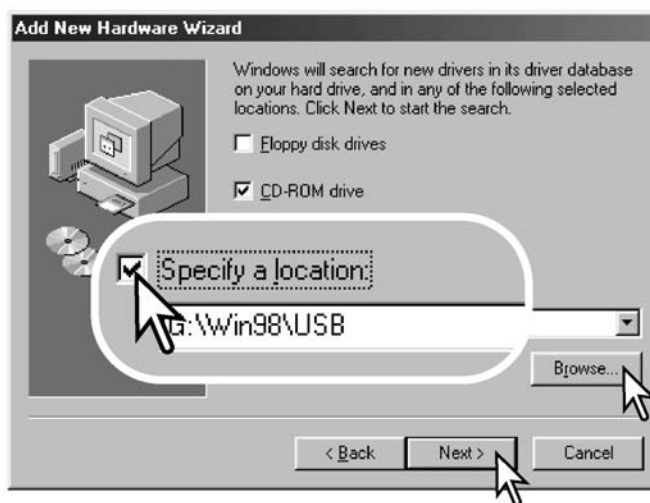 Add New Hardware Wizard
Windows will search for new drivers in its driver database
on your hard drive, and in any of the following selected
locations. Click Next to start the search.
Floppy disk drives
CD-ROM drive
Specify a location:
G:\Win98\USB
Browse...
< Back Next > Cancel